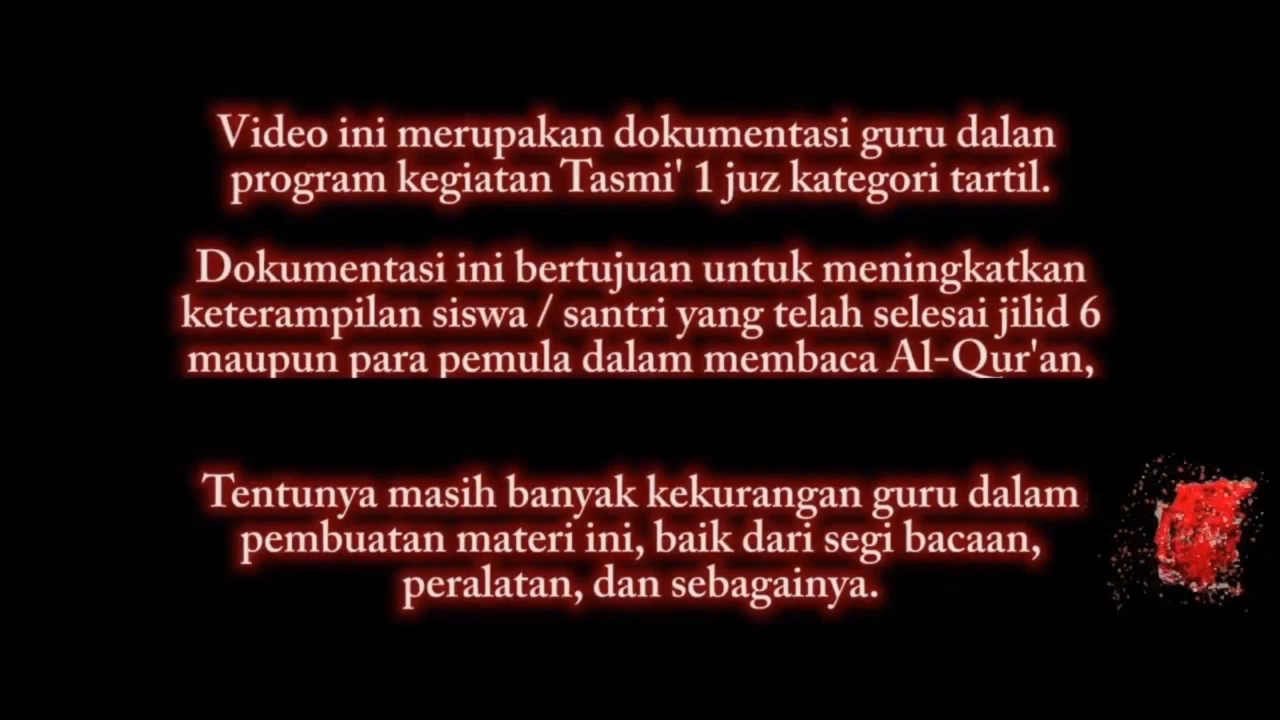 Video ini merupakan dokumentasi guru dalan
program kegiatan Tasmi' 1 juz kategori tartil.
Dokumentasi ini bertujuan untuk meningkatkan
keterampilan siswa / santri yang telah selesai jilid 6
maupun para pemula dalam membaca Al-Qur'an,
Tentunya masih banyak kekurangan guru dalam
pembuatan materi ini, baik dari segi bacaan,
peralatan, dan sebagainya.